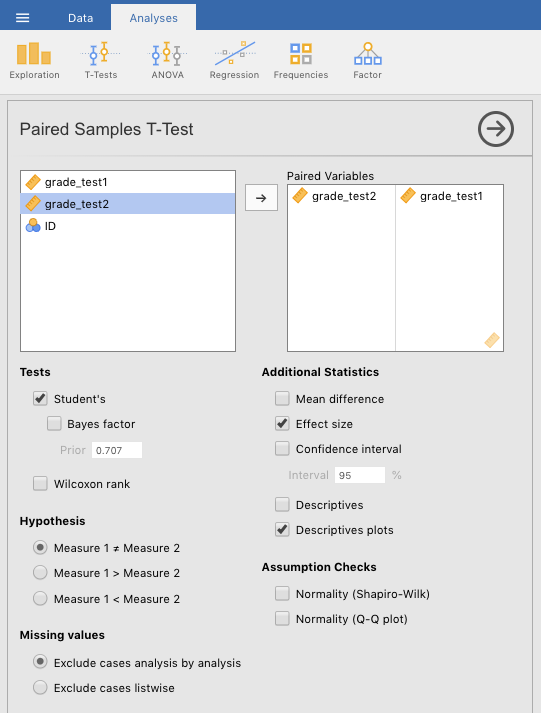 Data Analyses
Exploration T-Tests ANOVA Regression Frequencies Factor
Paired Samples T-Test
grade_test1
grade_test2
ID
Paired Variables
grade_test2 grade_test1
Tests
Student's
Bayes factor
Prior 0.707
Wilcoxon rank
Hypothesis
Measure 1 ≠ Measure 2
Measure 1 > Measure 2
Measure 1 < Measure 2
Missing values
Exclude cases analysis by analysis
Exclude cases listwise
Additional Statistics
Mean difference
Effect size
Confidence interval
Interval 95 %
Descriptives
Descriptives plots
Assumption Checks
Normality (Shapiro-Wilk)
Normality (Q-Q plot)